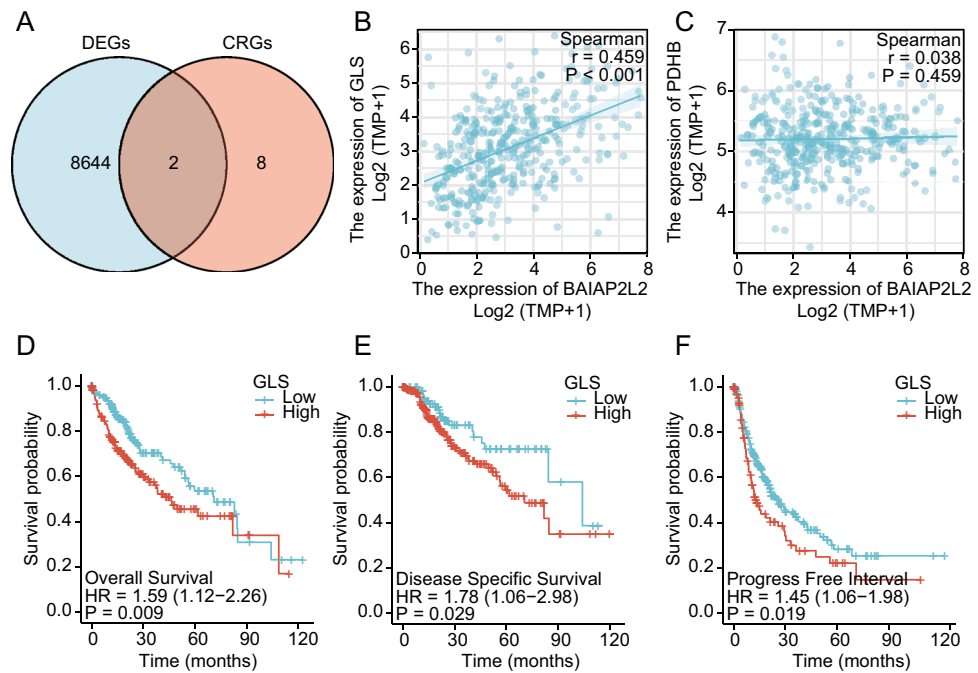 A
DEGs
CRGs
8644
2
8
B
The expression of GLS
Log2 (TMP+1)
6
5
4
3
2
1
0
Spearman
r = 0.459
P < 0.001
0
2
4
6
8
The expression of BAIAP2L2
Log2 (TMP+1)
C
The expression of PDHB
Log2 (TMP+1)
7
6
5
4
Spearman
r = 0.038
P = 0.459
0
2
4
6
8
The expression of BAIAP2L2
Log2 (TMP+1)
D
Survival probability
1.0
0.8
0.6
0.4
0.2
0.0
GLS
Low
High
Overall Survival
HR = 1.59 (1.12−2.26)
P = 0.009
0
30
60
90
120
Time (months)
E
Survival probability
1.0
0.8
0.6
0.4
0.2
0.0
GLS
Low
High
Disease Specific Survival
HR = 1.78 (1.06−2.98)
P = 0.029
0
30
60
90
120
Time (months)
F
Survival probability
1.0
0.8
0.6
0.4
0.2
0.0
GLS
Low
High
Progress Free Interval
HR = 1.45 (1.06−1.98)
P = 0.019
0
30
60
90
120
Time (months)